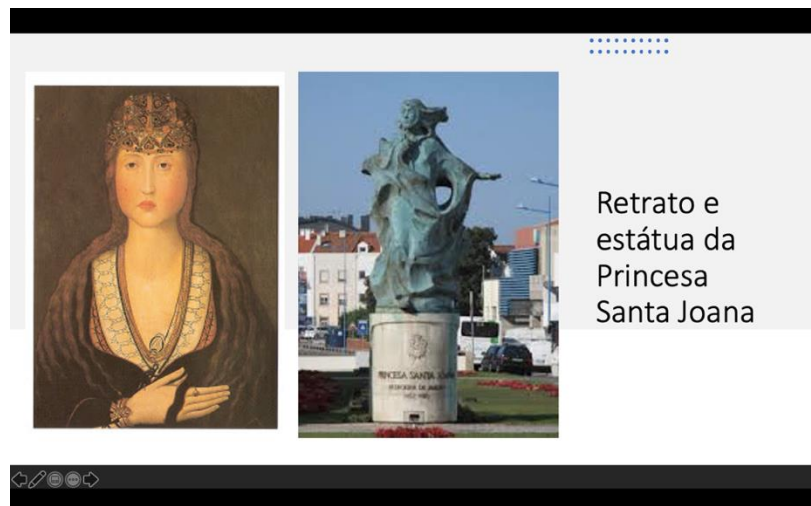 Retrato e
estátua da
Princesa
Santa Joana
PRINCESA SANTA JOANA